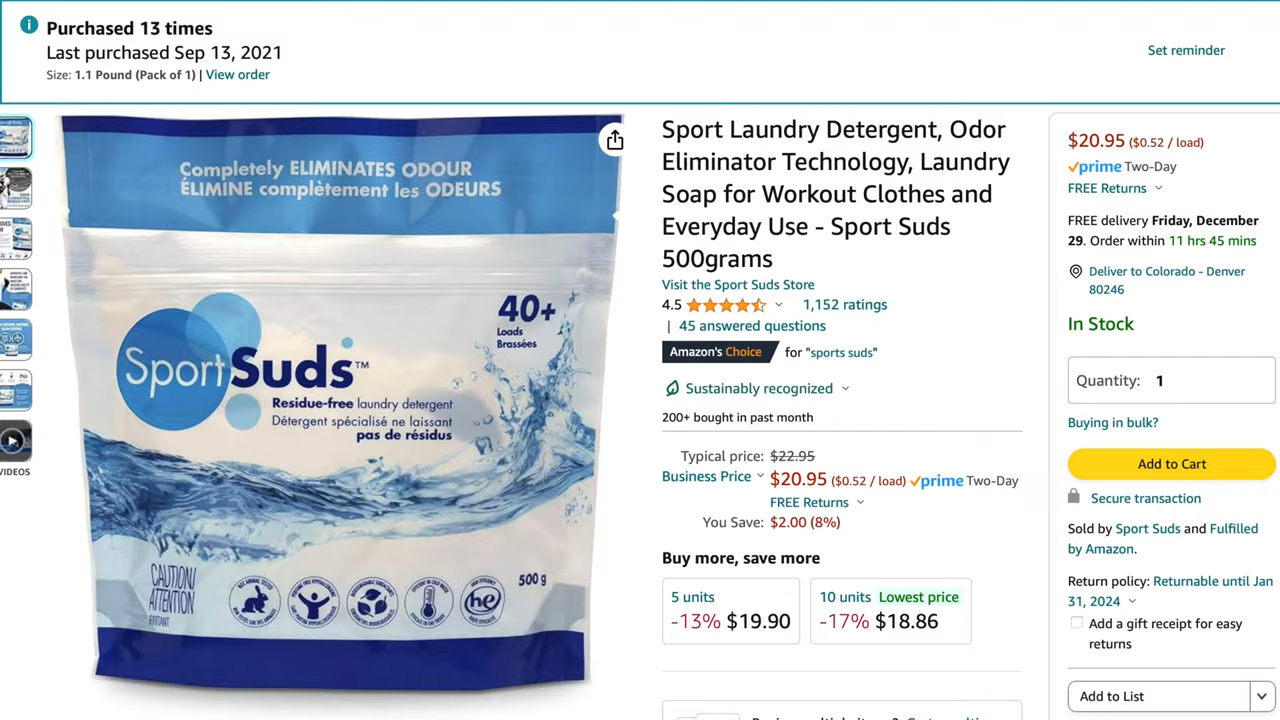 Purchased 13 times
Last purchased Sep 13, 2021
Size: 1.1 Pound (Pack of 1) | View order
Set reminder
VIDEOS
Completely ELIMINATES ODOUR
ÉLIMINE complètement les ODEURS
40+
Loads
Brassées
SportSuds™
Residue-free laundry detergent
Détergent spécialisé ne laissant
pas de résidus
CAUTION/
ATTENTION
IRRITANT
he
500 g
Sport Laundry Detergent, Odor
Eliminator Technology, Laundry
Soap for Workout Clothes and
Everyday Use - Sport Suds
500grams
Visit the Sport Suds Store
4.5 1,152 ratings
| 45 answered questions
Amazon's Choice for "sports suds"
Sustainably recognized
200+ bought in past month
Typical price: $22.95
Business Price $20.95 ($0.52 / load) prime Two-Day
FREE Returns
You Save: $2.00 (8%)
Buy more, save more
5 units
-13% $19.90
10 units Lowest price
-17% $18.86
$20.95 ($0.52 / load)
prime Two-Day
FREE Returns
FREE delivery Friday, December
29. Order within 11 hrs 45 mins
Deliver to Colorado - Denver
80246
In Stock
Quantity: 1
Buying in bulk?
Add to Cart
Secure transaction
Sold by Sport Suds and Fulfilled
by Amazon.
Return policy: Returnable until Jan
31, 2024
Add a gift receipt for easy
returns
Add to List